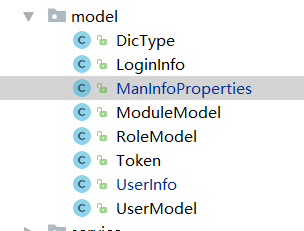 model
DicType
LoginInfo
ManInfoProperties
ModuleModel
RoleModel
Token
UserInfo
UserModel